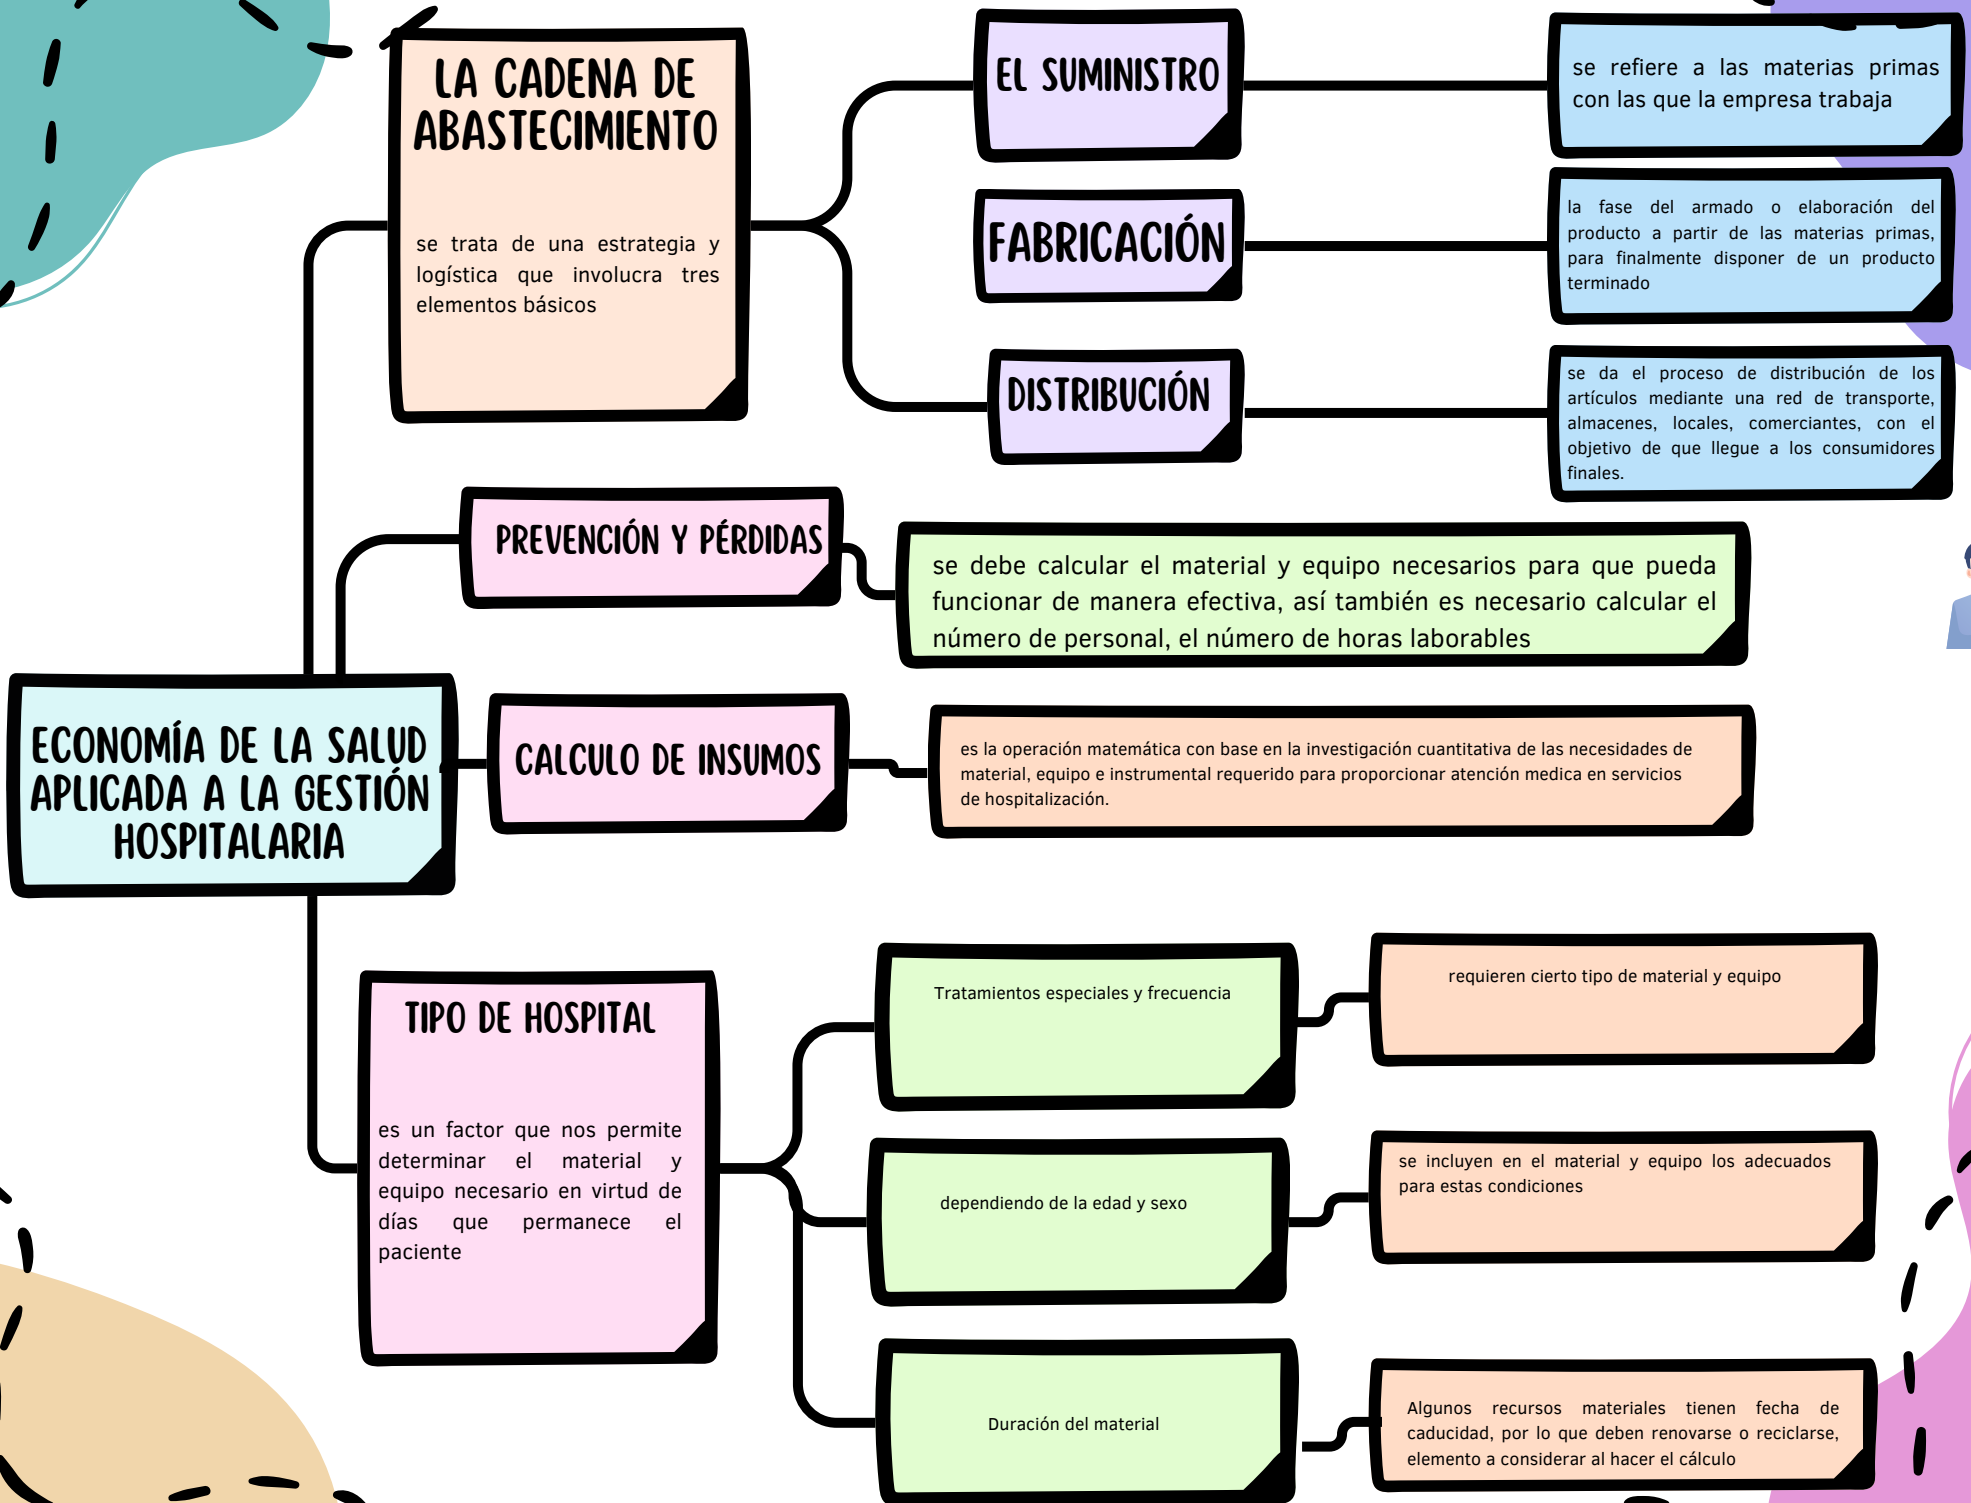 LA CADENA DE
ABASTECIMIENTO
se trata de una estrategia y
logística que involucra tres
elementos básicos
EL SUMINISTRO
se refiere a las materias primas
con las que la empresa trabaja
FABRICACIÓN
la fase del armado o elaboración del
producto a partir de las materias primas,
para finalmente disponer de un producto
terminado
DISTRIBUCIÓN
se da el proceso de distribución de los
artículos mediante una red de transporte,
almacenes, locales, comerciantes, con el
objetivo de que llegue a los consumidores
finales.
PREVENCIÓN Y PÉRDIDAS
se debe calcular el material y equipo necesarios para que pueda
funcionar de manera efectiva, así también es necesario calcular el
número de personal, el número de horas laborables
ECONOMÍA DE LA SALUD
APLICADA A LA GESTIÓN
HOSPITALARIA
CALCULO DE INSUMOS
es la operación matemática con base en la investigación cuantitativa de las necesidades de
material, equipo e instrumental requerido para proporcionar atención medica en servicios
de hospitalización.
TIPO DE HOSPITAL
es un factor que nos permite
determinar el material y
equipo necesario en virtud de
días que permanece el
paciente
Tratamientos especiales y frecuencia
requieren cierto tipo de material y equipo
dependiendo de la edad y sexo
se incluyen en el material y equipo los adecuados
para estas condiciones
Duración del material
Algunos recursos materiales tienen fecha de
caducidad, por lo que deben renovarse o reciclarse,
elemento a considerar al hacer el cálculo